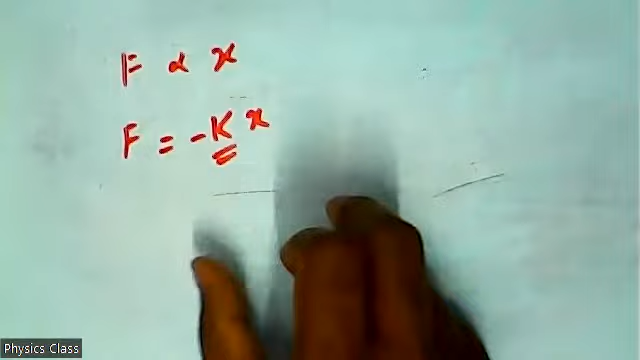 F α x
F = -K x
Physics Class